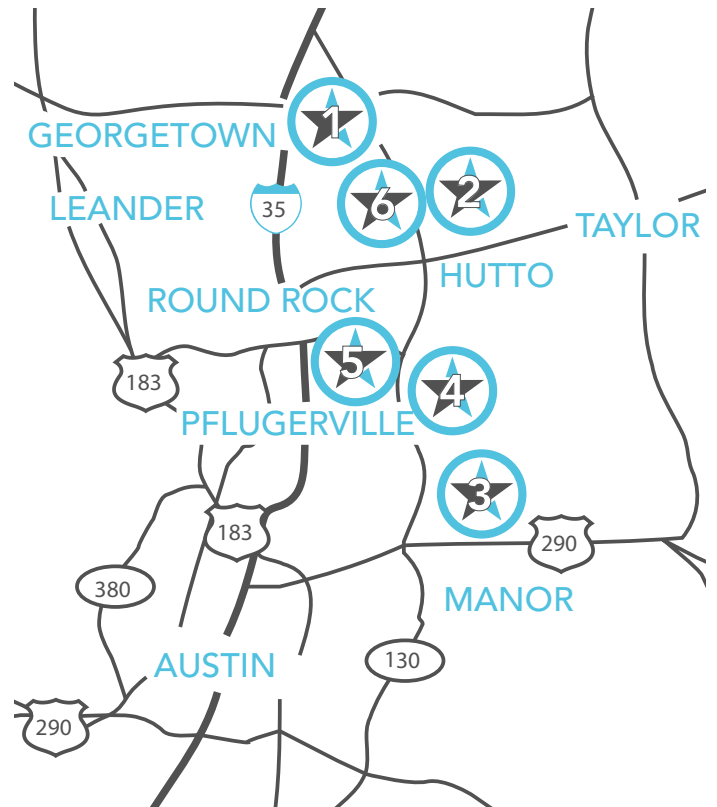 1
GEORGETOWN
2
6
LEANDER
35
TAYLOR
HUTTO
ROUND ROCK
5
183
4
PFLUGERVILLE
3
183
290
380
MANOR
130
AUSTIN
290